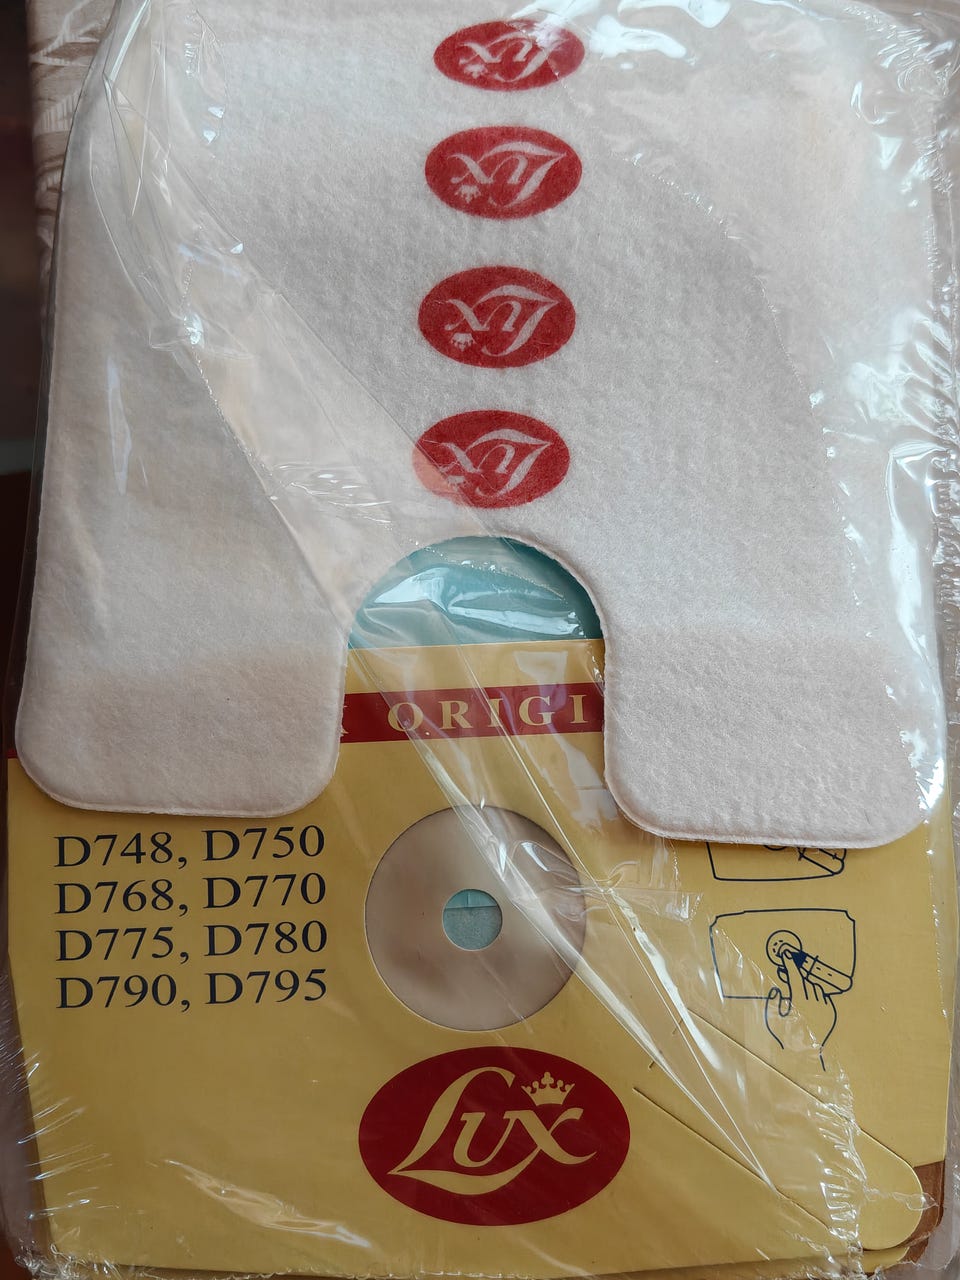 Lux
Lux
Lux
Lux
ORIGI
D748, D750
D768, D770
D775, D780
D790, D795
Lux